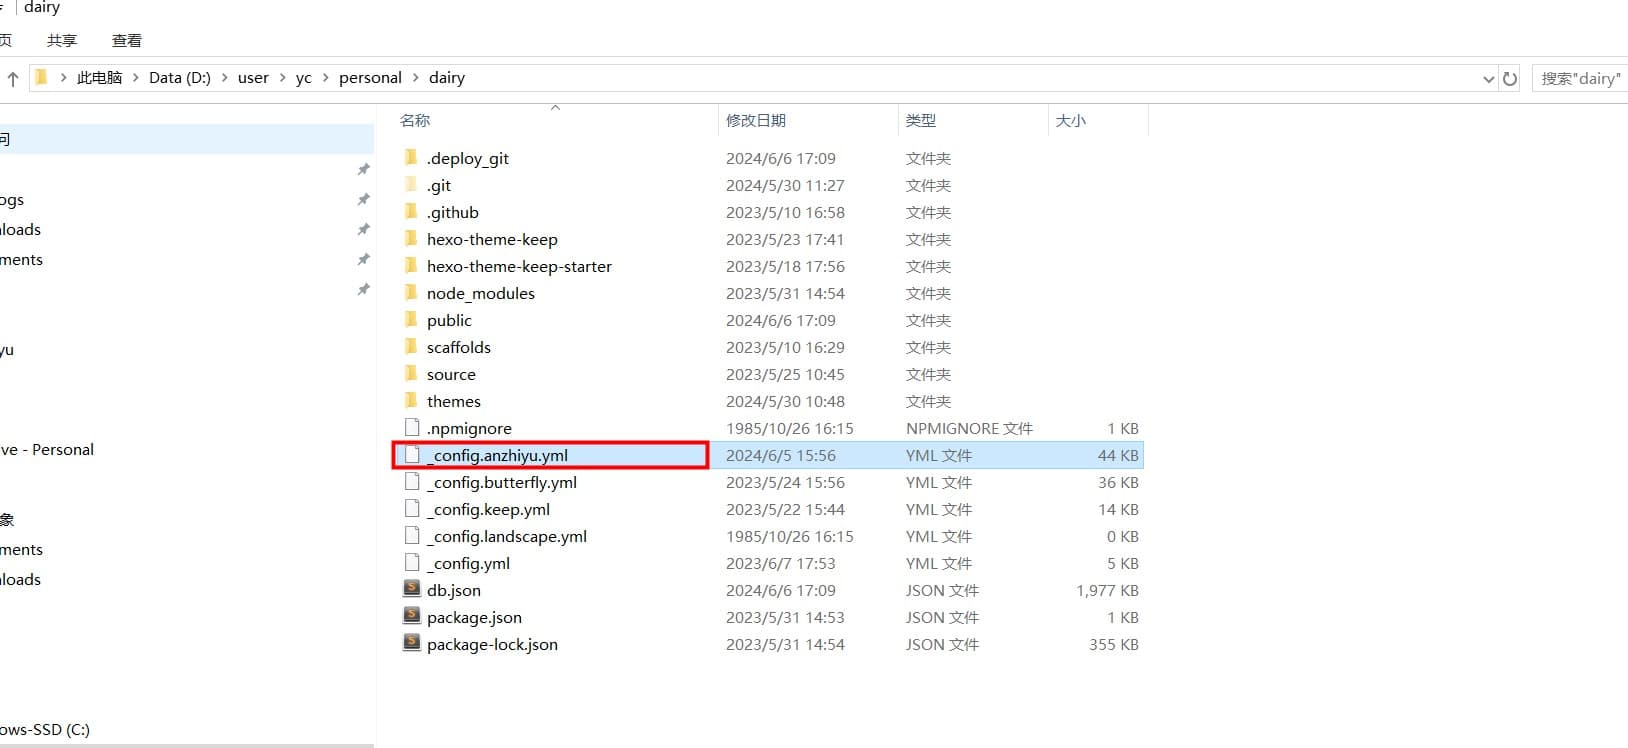 dairy
页 共享 查看
此电脑 > Data (D:) > user > yc > personal > dairy 搜索"dairy"
名称 修改日期 类型 大小
问
.deploy_git 2024/6/6 17:09 文件夹
.git 2024/5/30 11:27 文件夹
ogs
.github 2023/5/10 16:58 文件夹
loads
hexo-theme-keep 2023/5/23 17:41 文件夹
ments
hexo-theme-keep-starter 2023/5/18 17:56 文件夹
node_modules 2023/5/31 14:54 文件夹
public 2024/6/6 17:09 文件夹
yu
scaffolds 2023/5/10 16:29 文件夹
source 2023/5/25 10:45 文件夹
themes 2024/5/30 10:48 文件夹
.npmignore 1985/10/26 16:15 NPMIGNORE 文件 1 KB
ve - Personal
_config.anzhiyu.yml 2024/6/5 15:56 YML 文件 44 KB
_config.butterfly.yml 2023/5/24 15:56 YML 文件 36 KB
_config.keep.yml 2023/5/22 15:44 YML 文件 14 KB
象
_config.landscape.yml 1985/10/26 16:15 YML 文件 0 KB
ments
_config.yml 2023/6/7 17:53 YML 文件 5 KB
loads
db.json 2024/6/6 17:09 JSON 文件 1,977 KB
package.json 2023/5/31 14:53 JSON 文件 1 KB
package-lock.json 2023/5/31 14:54 JSON 文件 355 KB
ows-SSD (C:)